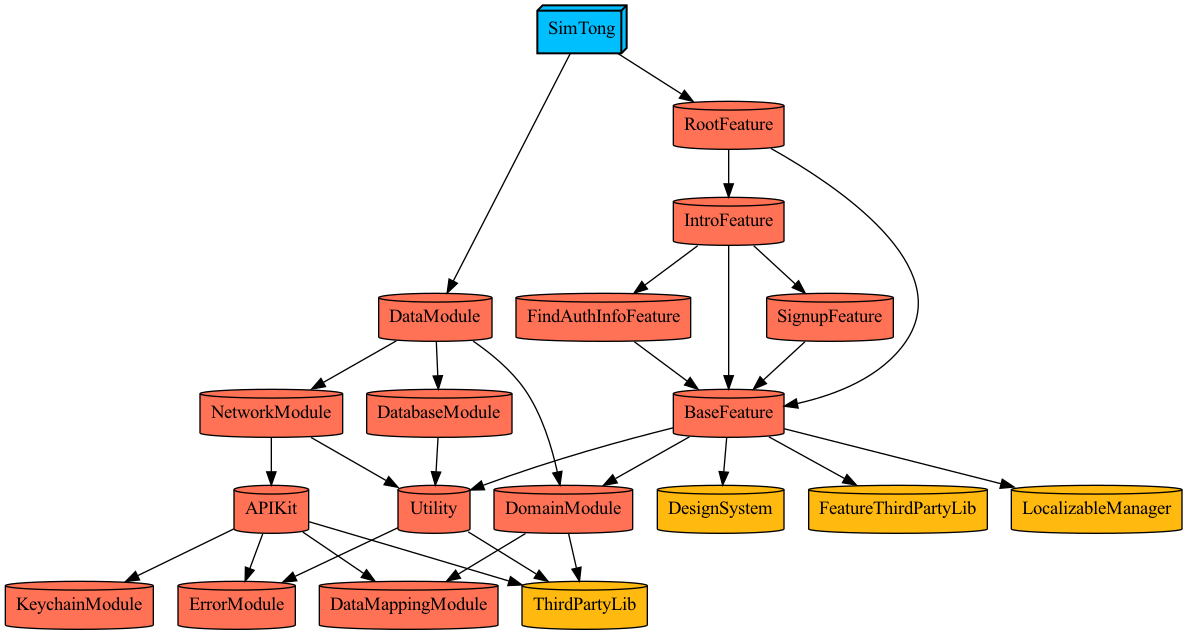 SimTong
RootFeature
IntroFeature
DataModule
FindAuthInfoFeature
SignupFeature
NetworkModule
DatabaseModule
BaseFeature
APIKit
Utility
DomainModule
DesignSystem
FeatureThirdPartyLib
LocalizableManager
KeychainModule
ErrorModule
DataMappingModule
ThirdPartyLib